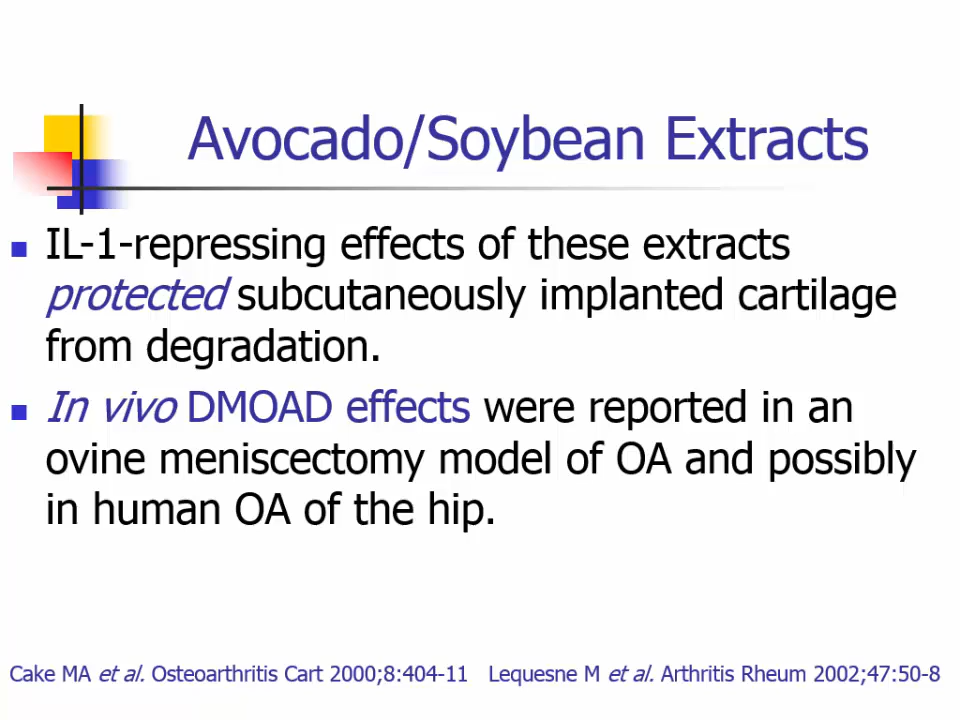 Avocado/Soybean Extracts
IL-1-repressing effects of these extracts
protected subcutaneously implanted cartilage
from degradation.
In vivo DMOAD effects were reported in an
ovine meniscectomy model of OA and possibly
in human OA of the hip.
Cake MA et al. Osteoarthritis Cart 2000;8:404-11 Lequesne M et al. Arthritis Rheum 2002;47:50-8